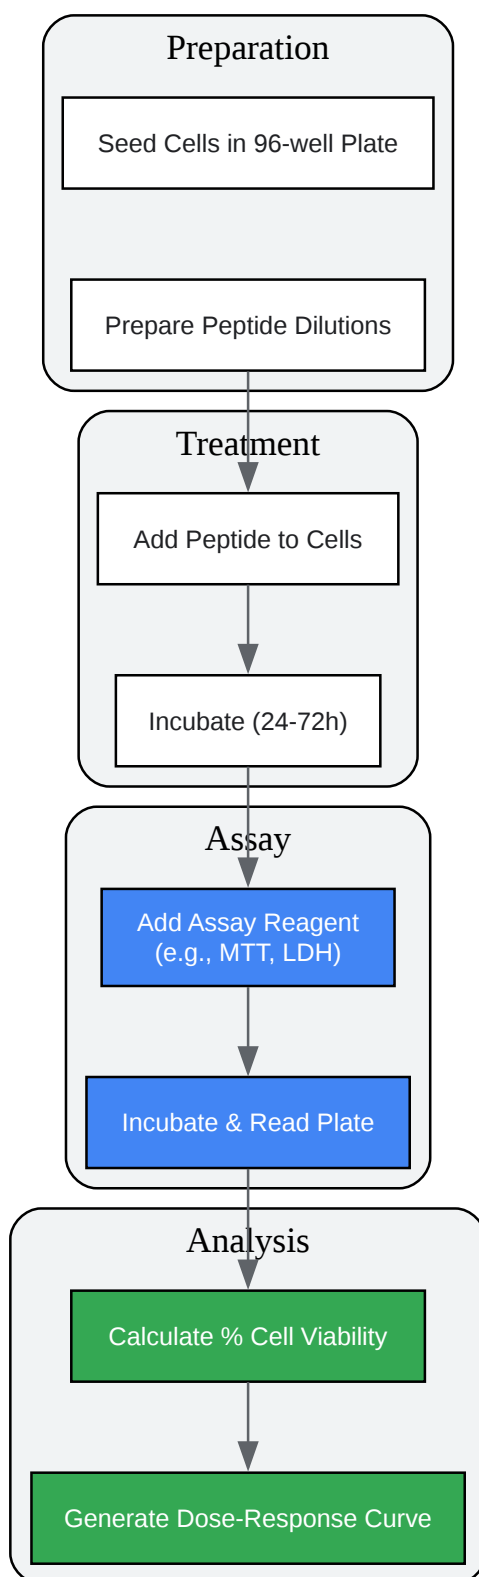 Preparation
Seed Cells in 96-well Plate
Prepare Peptide Dilutions
Treatment
Add Peptide to Cells
Incubate (24-72h)
Assay
Add Assay Reagent
(e.g., MTT, LDH)
Incubate & Read Plate
Analysis
Calculate % Cell Viability
Generate Dose-Response Curve